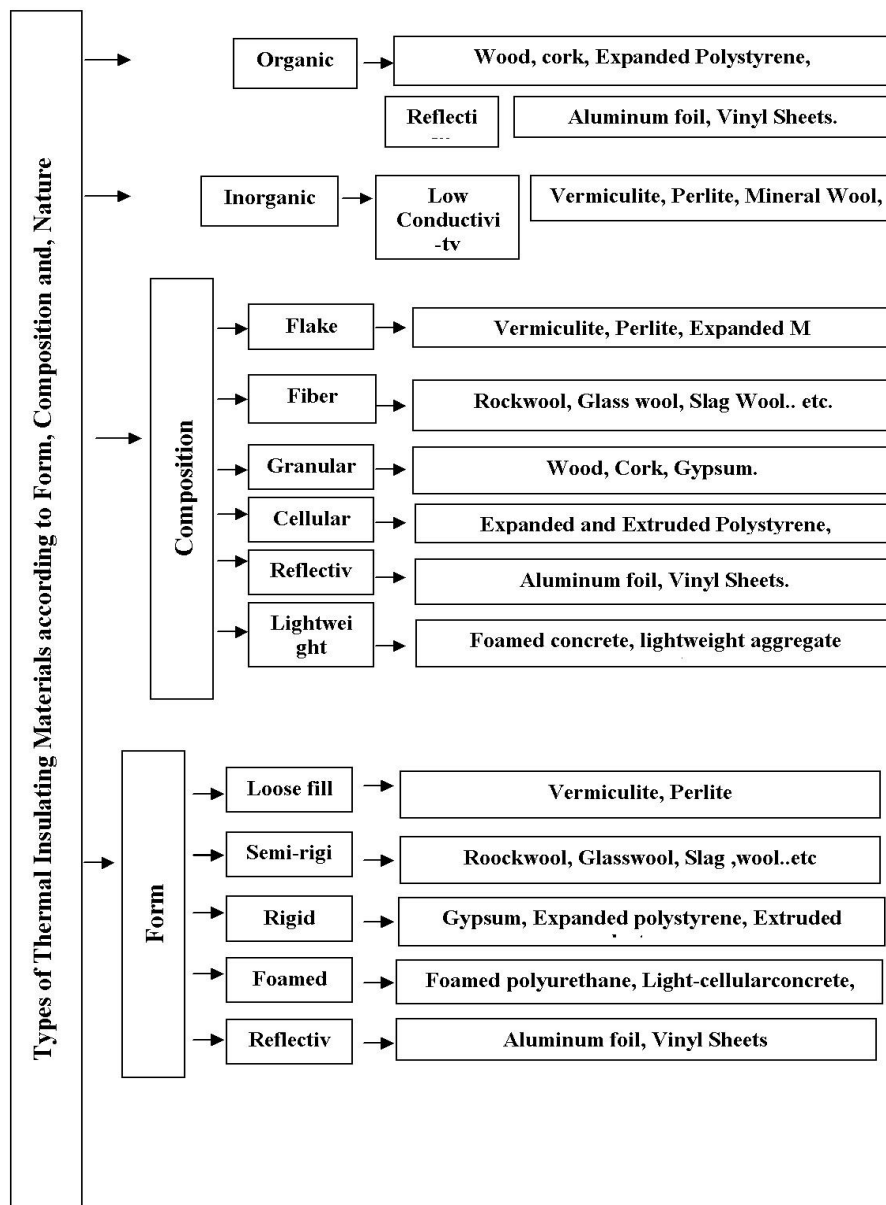 Types of Thermal Insulating Materials according to Form, Composition and, Nature
Organic
Wood, cork, Expanded Polystyrene,
Reflecti
Aluminum foil, Vinyl Sheets.
Inorganic
Low
Conductivi
-tv
Vermiculite, Perlite, Mineral Wool,
Composition
Flake
Vermiculite, Perlite, Expanded M
Fiber
Rockwool, Glass wool, Slag Wool.. etc.
Granular
Wood, Cork, Gypsum.
Cellular
Expanded and Extruded Polystyrene,
Reflectiv
Aluminum foil, Vinyl Sheets.
Lightwei
ght
Foamed concrete, lightweight aggregate
Form
Loose fill
Vermiculite, Perlite
Semi-rigi
Roockwool, Glasswool, Slag ,wool..etc
Rigid
Gypsum, Expanded polystyrene, Extruded
Foamed
Foamed polyurethane, Light-cellularconcrete,
Reflectiv
Aluminum foil, Vinyl Sheets